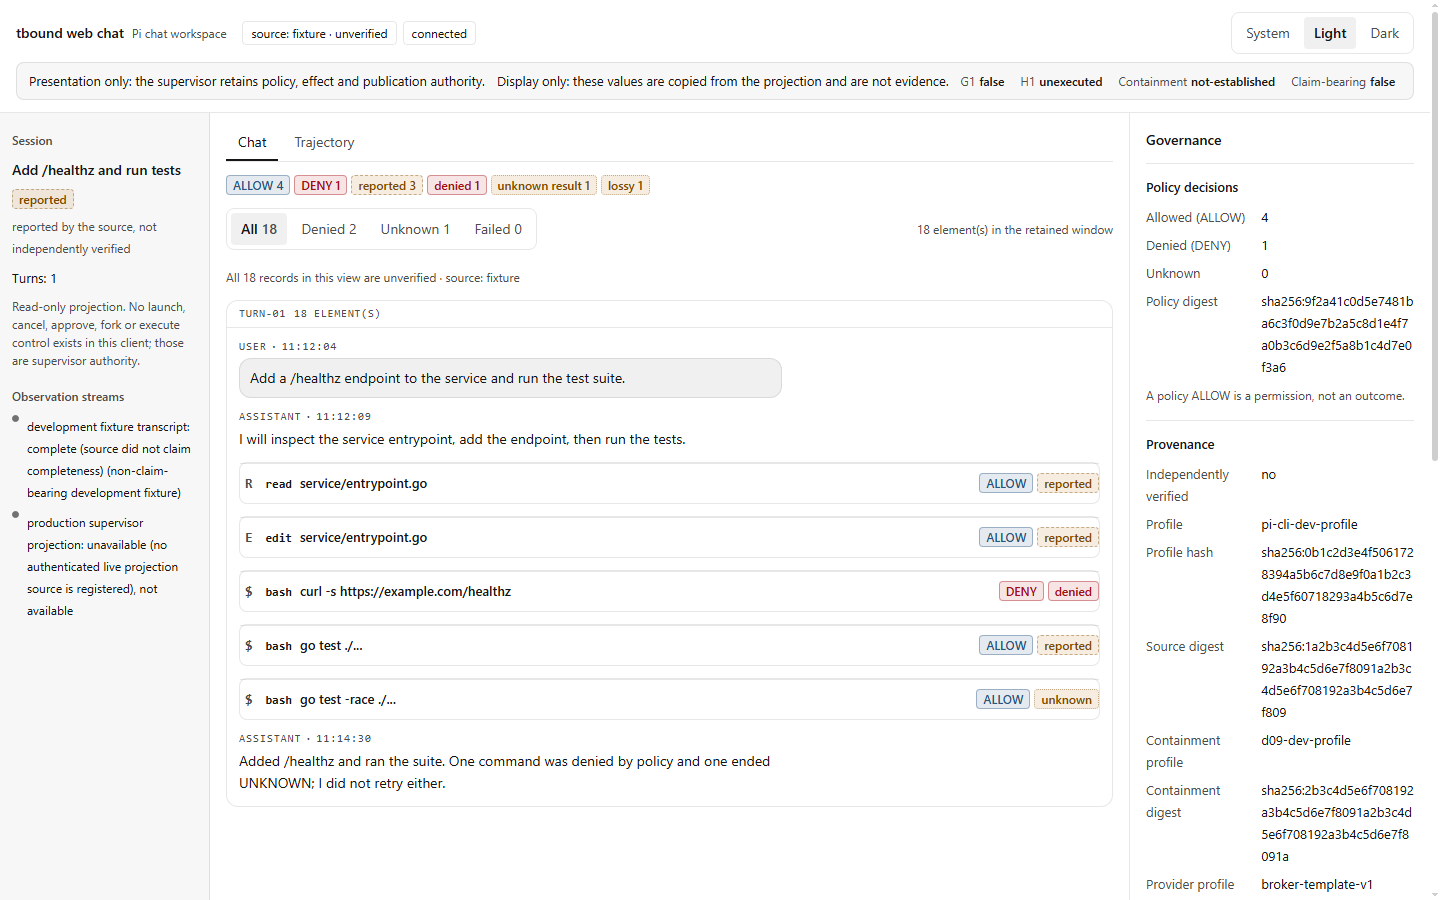 tbound web chat Pi chat workspace source: fixture · unverified connected System Light Dark
Presentation only: the supervisor retains policy, effect and publication authority. Display only: these values are copied from the projection and are not evidence. G1 false H1 unexecuted Containment not-established Claim-bearing false
Session
Add /healthz and run tests
reported
reported by the source, not
independently verified
Turns: 1
Read-only projection. No launch,
cancel, approve, fork or execute
control exists in this client; those
are supervisor authority.
Observation streams
development fixture transcript:
complete (source did not claim
completeness) (non-claim-
bearing development fixture)
production supervisor
projection: unavailable (no
authenticated live projection
source is registered), not
available
Chat Trajectory
ALLOW 4 DENY 1 reported 3 denied 1 unknown result 1 lossy 1
All 18 Denied 2 Unknown 1 Failed 0 18 element(s) in the retained window
All 18 records in this view are unverified · source: fixture
TURN-01 18 ELEMENT(S)
USER · 11:12:04
Add a /healthz endpoint to the service and run the test suite.
ASSISTANT · 11:12:09
I will inspect the service entrypoint, add the endpoint, then run the tests.
R read service/entrypoint.go ALLOW reported
E edit service/entrypoint.go ALLOW reported
$ bash curl -s https://example.com/healthz DENY denied
$ bash go test ./... ALLOW reported
$ bash go test -race ./... ALLOW unknown
ASSISTANT · 11:14:30
Added /healthz and ran the suite. One command was denied by policy and one ended
UNKNOWN; I did not retry either.
Governance
Policy decisions
Allowed (ALLOW) 4
Denied (DENY) 1
Unknown 0
Policy digest sha256:9f2a41c0d5e7481b
a6c3f0d9e7b2a5c8d1e4f7
a0b3c6d9e2f5a8b1c4d7e0
f3a6
A policy ALLOW is a permission, not an outcome.
Provenance
Independently no
verified
Profile pi-cli-dev-profile
Profile hash sha256:0b1c2d3e4f506172
8394a5b6c7d8e9f0a1b2c3
d4e5f60718293a4b5c6d7e
8f90
Source digest sha256:1a2b3c4d5e6f7081
92a3b4c5d6e7f8091a2b3c
4d5e6f708192a3b4c5d6e7
f809
Containment d09-dev-profile
profile
Containment sha256:2b3c4d5e6f708192
digest a3b4c5d6e7f8091a2b3c4d
5e6f708192a3b4c5d6e7f8
091a
Provider profile broker-template-v1